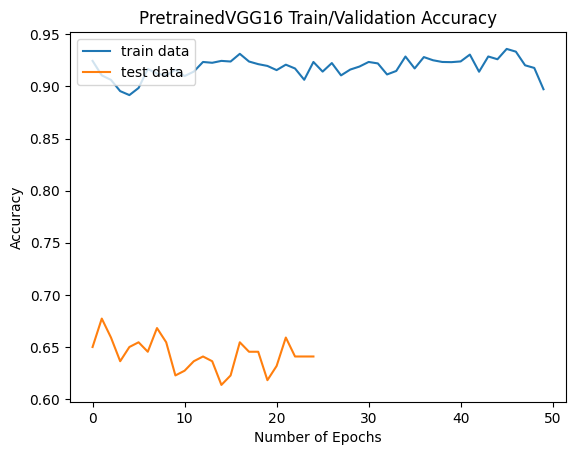 PretrainedVGG16 Train/Validation Accuracy
train data
test data
0.95
0.90
0.85
0.80
0.75
0.70
0.65
0.60
Accuracy
0 10 20 30 40 50
Number of Epochs